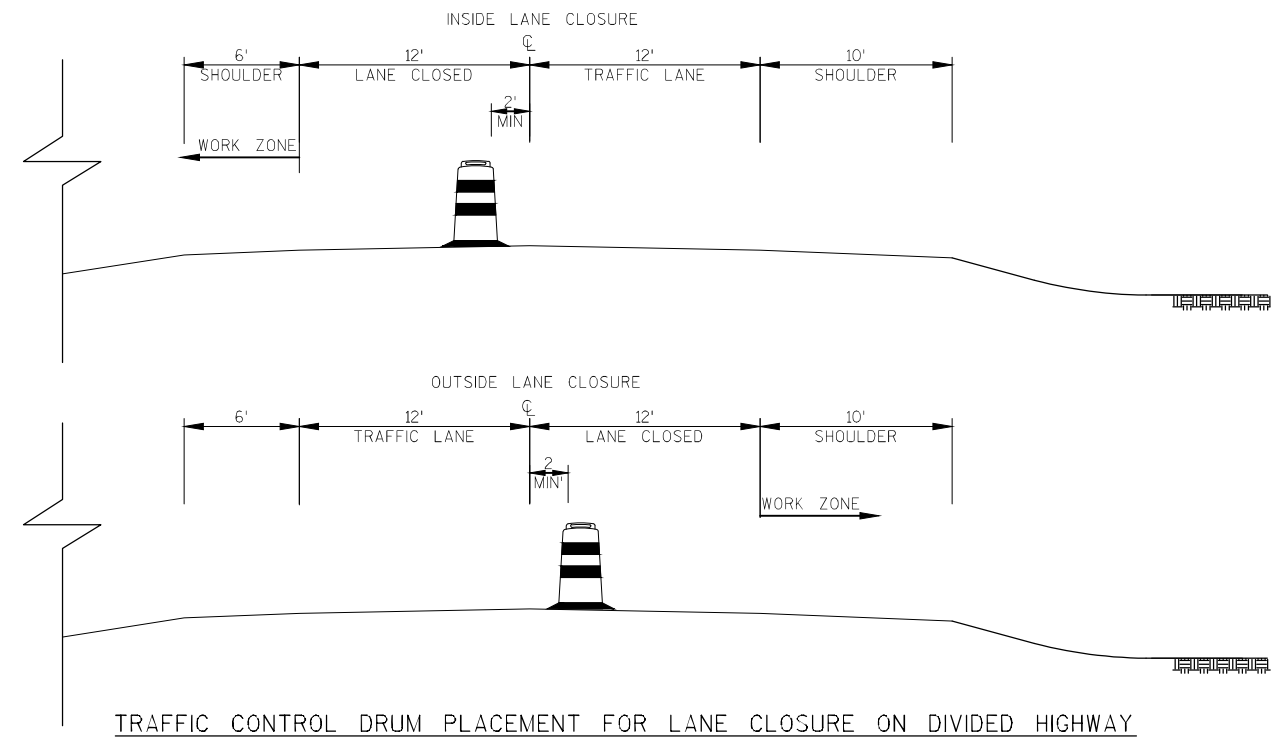 INSIDE LANE CLOSURE
℄
6' 12' 12' 10'
SHOULDER LANE CLOSED TRAFFIC LANE SHOULDER
2'
MIN
WORK ZONE
OUTSIDE LANE CLOSURE
℄
6' 12' 12' 10'
TRAFFIC LANE LANE CLOSED SHOULDER
2
MIN'
WORK ZONE
TRAFFIC CONTROL DRUM PLACEMENT FOR LANE CLOSURE ON DIVIDED HIGHWAY